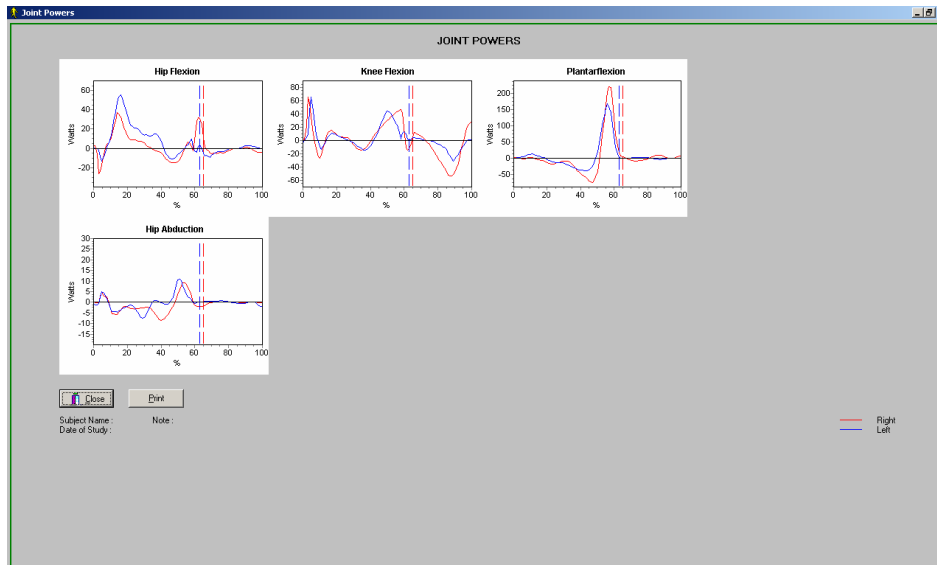 Joint Powers
JOINT POWERS
Hip Flexion
60
40
20
0
-20
Watts
0 20 40 60 80 100
%
Knee Flexion
80
60
40
20
0
-20
-40
-60
Watts
0 20 40 60 80 100
%
Plantarflexion
200
150
100
50
0
-50
Watts
0 20 40 60 80 100
%
Hip Abduction
30
25
20
15
10
5
0
-5
-10
-15
Watts
0 20 40 60 80 100
%
Close Print
Subject Name : Note :
Date of Study :
Right
Left